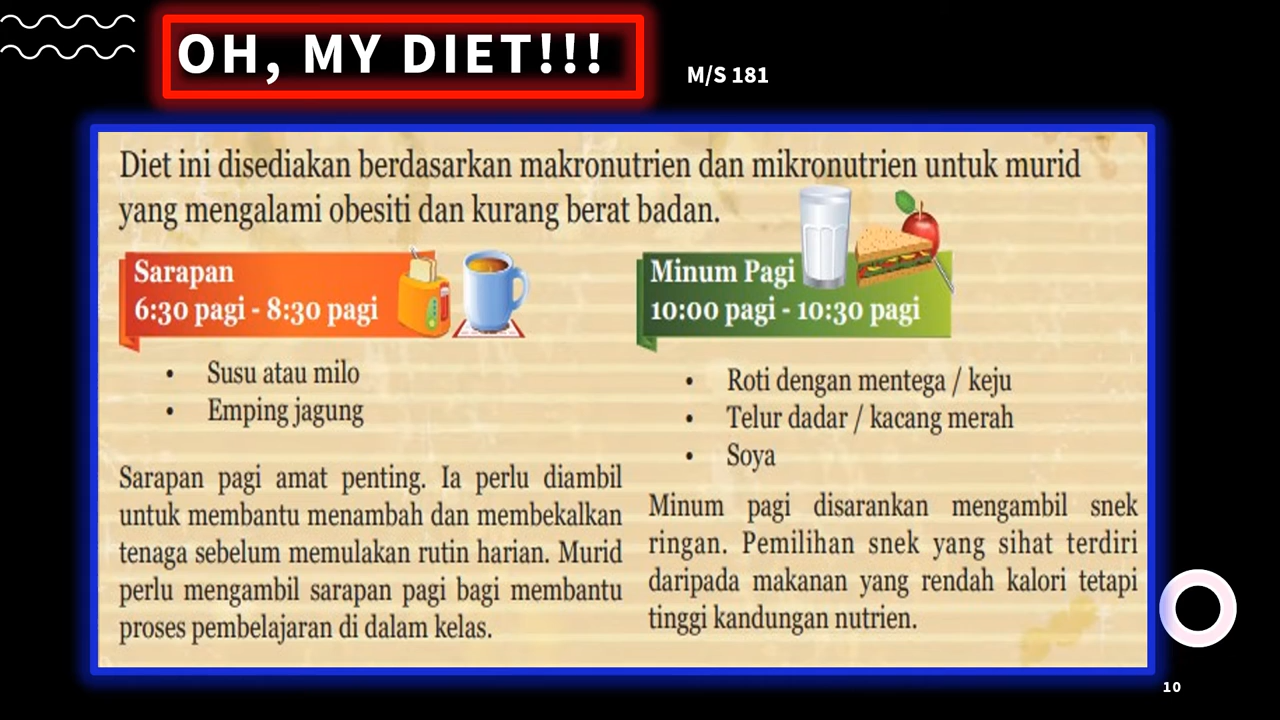 OH, MY DIET!!!
M/S 181
Diet ini disediakan berdasarkan makronutrien dan mikronutrien untuk murid
yang mengalami obesiti dan kurang berat badan.
Sarapan
6:30 pagi - 8:30 pagi
• Susu atau milo
• Emping jagung
Sarapan pagi amat penting. Ia perlu diambil
untuk membantu menambah dan membekalkan
tenaga sebelum memulakan rutin harian. Murid
perlu mengambil sarapan pagi bagi membantu
proses pembelajaran di dalam kelas.
Minum Pagi
10:00 pagi - 10:30 pagi
• Roti dengan mentega / keju
• Telur dadar / kacang merah
• Soya
Minum pagi disarankan mengambil snek
ringan. Pemilihan snek yang sihat terdiri
daripada makanan yang rendah kalori tetapi
tinggi kandungan nutrien.
10